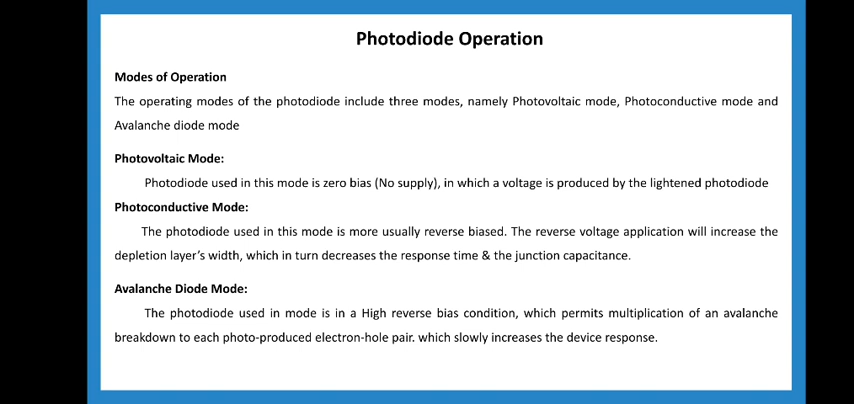 Photodiode Operation
Modes of Operation
The operating modes of the photodiode include three modes, namely Photovoltaic mode, Photoconductive mode and
Avalanche diode mode
Photovoltaic Mode:
Photodiode used in this mode is zero bias (No supply), in which a voltage is produced by the lightened photodiode
Photoconductive Mode:
The photodiode used in this mode is more usually reverse biased. The reverse voltage application will increase the
depletion layer's width, which in turn decreases the response time & the junction capacitance.
Avalanche Diode Mode:
The photodiode used in mode is in a High reverse bias condition, which permits multiplication of an avalanche
breakdown to each photo-produced electron-hole pair. which slowly increases the device response.